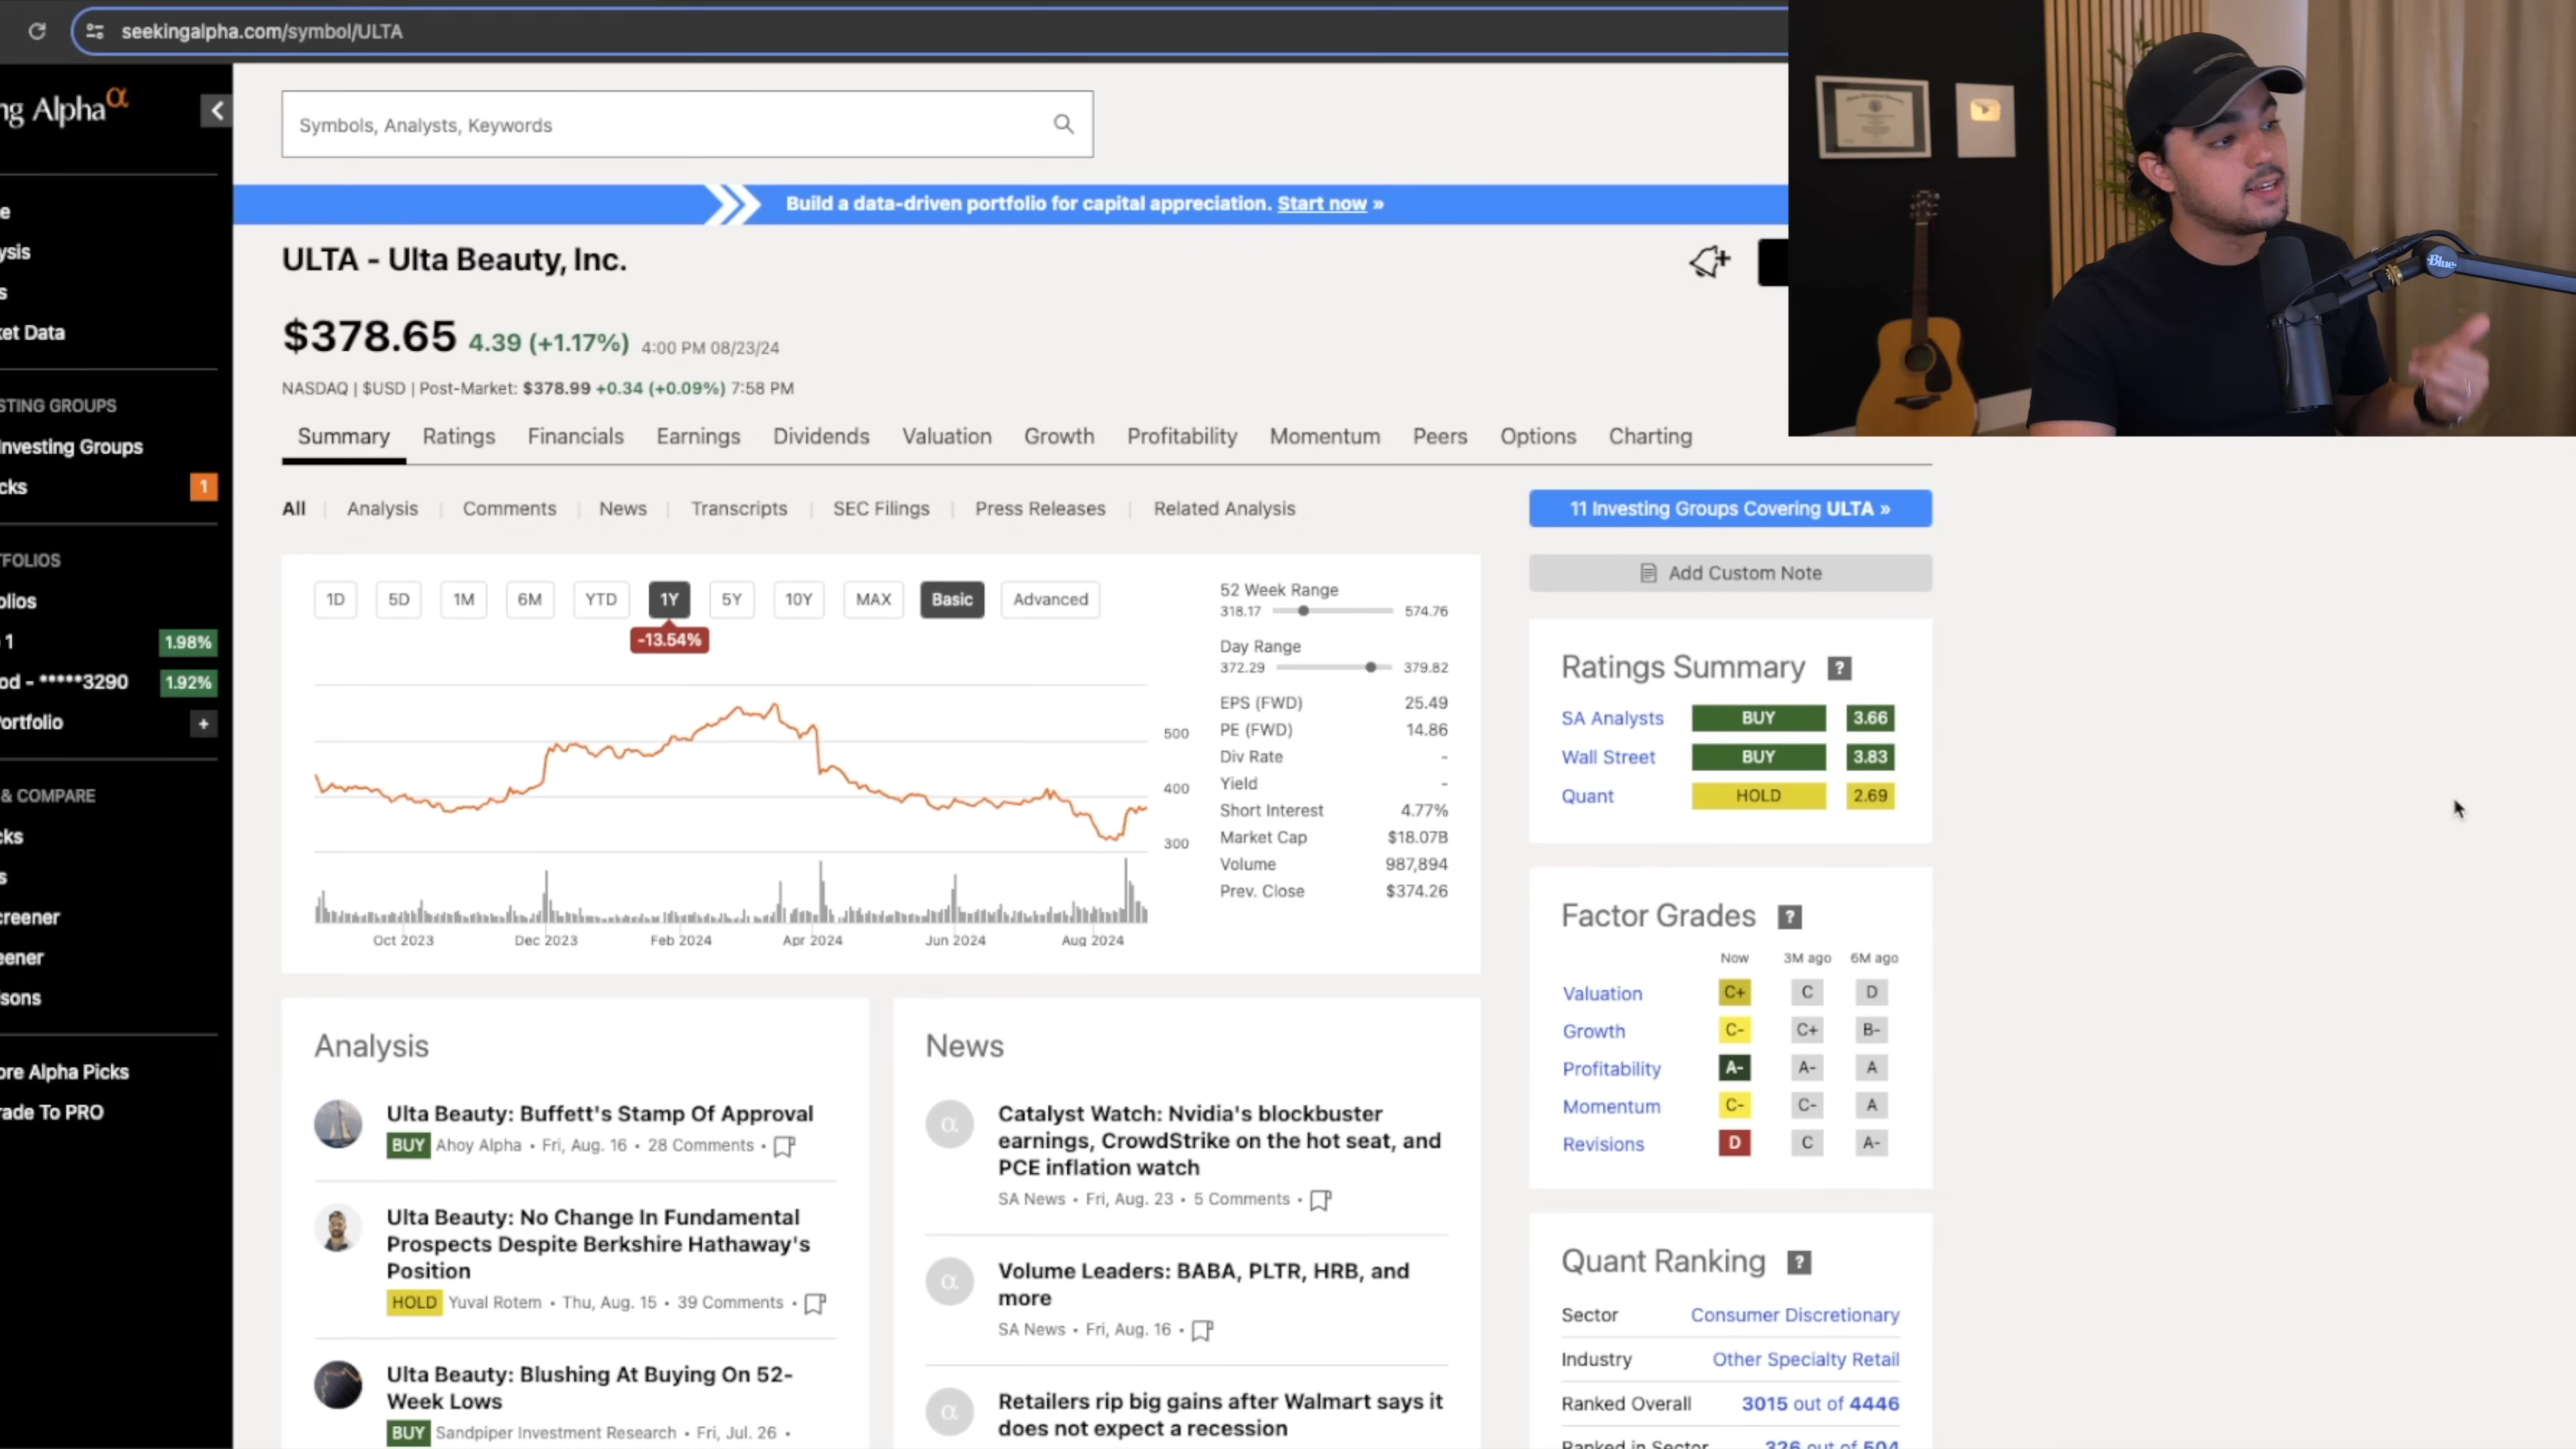 seekingalpha.com/symbol/ULTA
ng Alpha α
Symbols, Analysts, Keywords
Build a data-driven portfolio for capital appreciation. Start now »
ULTA - Ulta Beauty, Inc.
$378.65 4.39 (+1.17%) 4:00 PM 08/23/24
NASDAQ | $USD | Post-Market: $378.99 +0.34 (+0.09%) 7:58 PM
Summary Ratings Financials Earnings Dividends Valuation Growth Profitability Momentum Peers Options Charting
All Analysis Comments News Transcripts SEC Filings Press Releases Related Analysis
e
ysis
s
ket Data
STING GROUPS
Investing Groups
cks 1
TFOLIOS
olios
1 1.98%
od - *****3290 1.92%
Portfolio +
& COMPARE
cks
s
creener
eener
isons
ore Alpha Picks
rade To PRO
1D 5D 1M 6M YTD 1Y 5Y 10Y MAX Basic Advanced
-13.54%
500
400
300
Oct 2023 Dec 2023 Feb 2024 Apr 2024 Jun 2024 Aug 2024
52 Week Range
318.17 574.76
Day Range
372.29 379.82
EPS (FWD) 25.49
PE (FWD) 14.86
Div Rate -
Yield -
Short Interest 4.77%
Market Cap $18.07B
Volume 987,894
Prev. Close $374.26
Analysis
Ulta Beauty: Buffett's Stamp Of Approval
BUY Ahoy Alpha • Fri, Aug. 16 • 28 Comments •
Ulta Beauty: No Change In Fundamental
Prospects Despite Berkshire Hathaway's
Position
HOLD Yuval Rotem • Thu, Aug. 15 • 39 Comments •
Ulta Beauty: Blushing At Buying On 52-
Week Lows
BUY Sandpiper Investment Research • Fri, Jul. 26 •
News
α
Catalyst Watch: Nvidia's blockbuster
earnings, CrowdStrike on the hot seat, and
PCE inflation watch
SA News • Fri, Aug. 23 • 5 Comments •
α
Volume Leaders: BABA, PLTR, HRB, and
more
SA News • Fri, Aug. 16 •
α
Retailers rip big gains after Walmart says it
does not expect a recession
11 Investing Groups Covering ULTA »
Add Custom Note
Ratings Summary ?
SA Analysts BUY 3.66
Wall Street BUY 3.83
Quant HOLD 2.69
Factor Grades ?
Now 3M ago 6M ago
Valuation C+ C D
Growth C- C+ B-
Profitability A- A- A
Momentum C- C- A
Revisions D C A-
Quant Ranking ?
Sector Consumer Discretionary
Industry Other Specialty Retail
Ranked Overall 3015 out of 4446
Ranked in Sector 326 out of 504
Blue